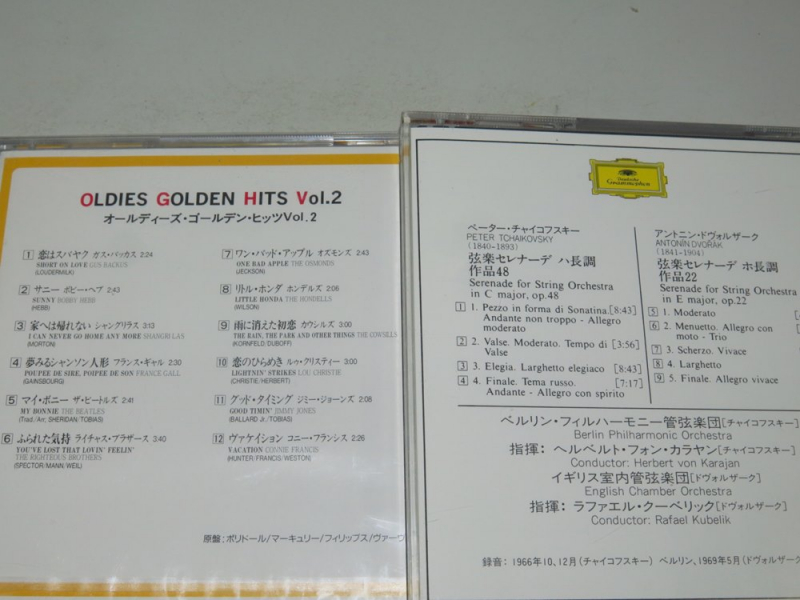 OLDIES GOLDEN HITS Vol.2
オールディーズ・ゴールデン・ヒッツVol.2
1 恋はスバヤク ガス・バッカス 2:24
SHORT ON LOVE GUS BACKUS
(LOUDERMILK)
2 サニー ボビー・ヘブ 2:43
SUNNY BOBBY HEBB
(HEBB)
3 家へは帰れない シャングリラス 3:13
I CAN NEVER GO HOME ANY MORE SHANGRI LAS
(MORTON)
4 夢みるシャンソン人形 フランス・ギャル 2:30
POUPEE DE SIRE, POIPEE DE SON FRANCE GALL
(GAINSBOURG)
5 マイ・ボニー ザ・ビートルズ 2:41
MY BONNIE THE BEATLES
(Trad./Arr: SHERIDAN/TOBIAS)
6 ふられた気持 ライチャス・ブラザース 3:40
YOU'VE LOST THAT LOVIN' FEELIN'
THE RIGHTEOUS BROTHERS
(SPECTOR/MANN/WEIL)
7 ワン・バッド・アップル オズモンズ 2:43
ONE BAD APPLE THE OSMONDS
(JECKSON)
8 リトル・ホンダ ホンデルズ 2:06
LITTLE HONDA THE HONDELLS
(WILSON)
9 雨に消えた初恋 カウシルズ 3:00
THE RAIN, THE PARK AND OTHER THINGS THE COWSILLS
(KORNFELD/DUBOFF)
10 恋のひらめき ルゥ・クリスティー 3:00
LIGHTNIN' STRIKES LOU CHRISTIE
(CHRISTIE/HERBERT)
11 グッド・タイミング ジミー・ジョーンズ 2:08
GOOD TIMIN' JIMMY JONES
(BALLARD Jr./TOBIAS)
12 ヴァケイション コニー・フランシス 2:26
VACATION CONNIE FRANCIS
(HUNTER/FRANCIS/WESTON)
原盤:ポリドール/マーキュリー/フィリップス/ヴァーヴ
Deutsche
Grammophon
ペーター・チャイコフスキー
PETER TCHAIKOVSKY
(1840-1893)
弦楽セレナーデ ハ長調
作品48
Serenade for String Orchestra
in C major, op.48
1 1. Pezzo in forma di Sonatina. [8:43]
Andante non troppo - Allegro
moderato
2 2. Valse. Moderato. Tempo di [3:56]
Valse
3 3. Elegia. Larghetto elegiaco [8:43]
4 4. Finale. Tema russo. [7:17]
Andante - Allegro con spirito
アントニン・ドヴォルザーク
ANTONÍN DVOŘÁK
(1841-1904)
弦楽セレナーデ ホ長調
作品22
Serenade for String Orchestra
in E major, op.22
5 1. Moderato
6 2. Menuetto. Allegro con
moto - Trio
7 3. Scherzo. Vivace
8 4. Larghetto
9 5. Finale. Allegro vivace
ベルリン・フィルハーモニー管弦楽団[チャイコフスキー]
Berlin Philharmonic Orchestra
指揮:ヘルベルト・フォン・カラヤン[チャイコフスキー]
Conductor: Herbert von Karajan
イギリス室内管弦楽団[ドヴォルザーク]
English Chamber Orchestra
指揮:ラファエル・クーベリック[ドヴォルザーク]
Conductor: Rafael Kubelik
録音:1966年10、12月(チャイコフスキー) ベルリン、1969年5月(ドヴォルザーク)